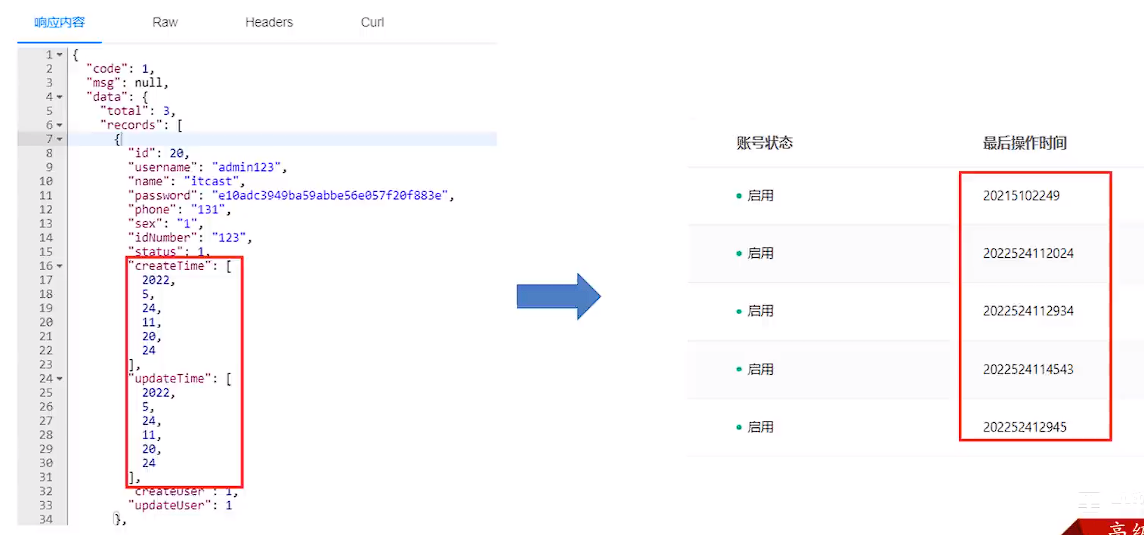 响应内容 Raw Headers Curl
1 {
2 "code": 1,
3 "msg": null,
4 "data": {
5 "total": 3,
6 "records": [
7 {
8 "id": 20,
9 "username": "admin123",
10 "name": "itcast",
11 "password": "e10adc3949ba59abbe56e057f20f883e",
12 "phone": "131",
13 "sex": "1",
14 "idNumber": "123",
15 "status": 1,
16 "createTime": [
17 2022,
18 5,
19 24,
20 11,
21 20,
22 24
23 ],
24 "updateTime": [
25 2022,
26 5,
27 24,
28 11,
29 20,
30 24
31 ],
32 "createUser": 1,
33 "updateUser": 1
34 },
账号状态 最后操作时间
启用 20215102249
启用 2022524112024
启用 2022524112934
启用 2022524114543
启用 202252412945